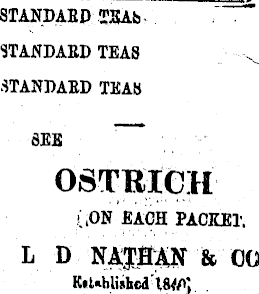 STANDARD TEAS
STANDARD TEAS
STANDARD TEAS
SEE
OSTRICH
ON EACH PACKET.
L D NATHAN & CO
Established 1840;